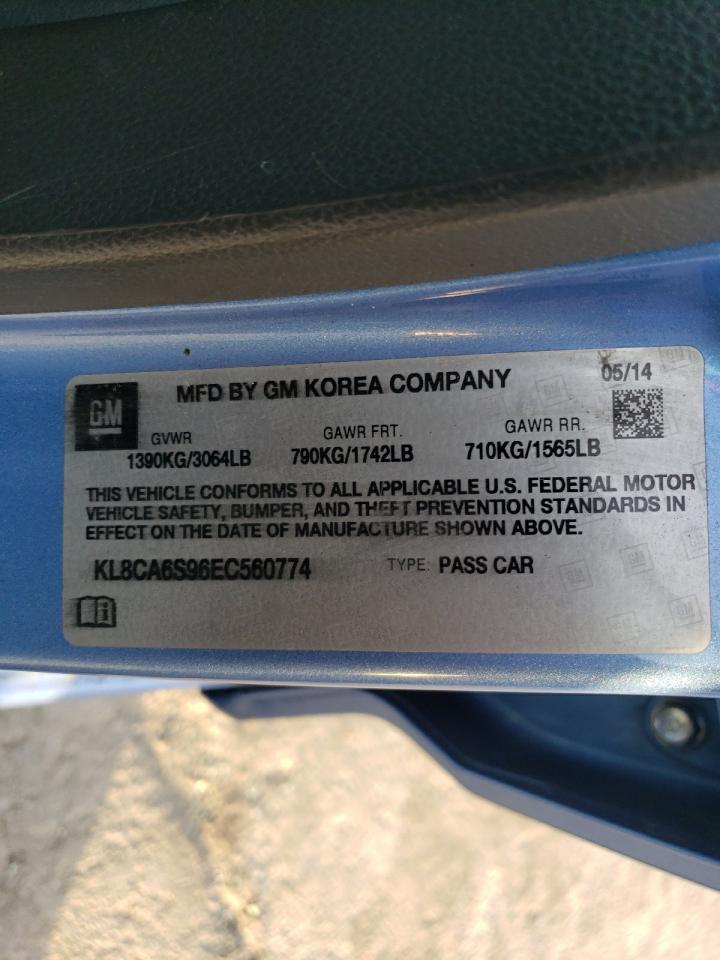 GM
MFD BY GM KOREA COMPANY
05/14
GVWR
GAWR FRT.
GAWR RR.
1390KG/3064LB
790KG/1742LB
710KG/1565LB
THIS VEHICLE CONFORMS TO ALL APPLICABLE U.S. FEDERAL MOTOR
VEHICLE SAFETY, BUMPER, AND THEFT PREVENTION STANDARDS IN
EFFECT ON THE DATE OF MANUFACTURE SHOWN ABOVE.
KL8CA6S96EC560774
TYPE: PASS CAR